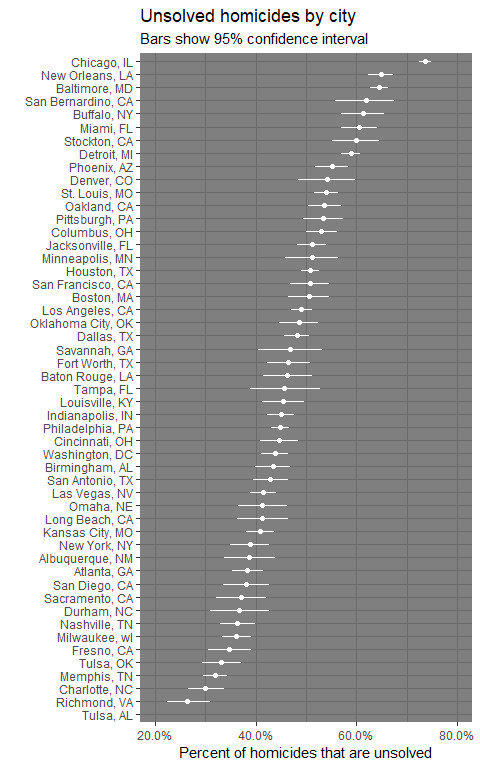 Unsolved homicides by city
Bars show 95% confidence interval
Chicago, IL
New Orleans, LA
Baltimore, MD
San Bernardino, CA
Buffalo, NY
Miami, FL
Stockton, CA
Detroit, MI
Phoenix, AZ
Denver, CO
St. Louis, MO
Oakland, CA
Pittsburgh, PA
Columbus, OH
Jacksonville, FL
Minneapolis, MN
Houston, TX
San Francisco, CA
Boston, MA
Los Angeles, CA
Oklahoma City, OK
Dallas, TX
Savannah, GA
Fort Worth, TX
Baton Rouge, LA
Tampa, FL
Louisville, KY
Indianapolis, IN
Philadelphia, PA
Cincinnati, OH
Washington, DC
Birmingham, AL
San Antonio, TX
Las Vegas, NV
Omaha, NE
Long Beach, CA
Kansas City, MO
New York, NY
Albuquerque, NM
Atlanta, GA
San Diego, CA
Sacramento, CA
Durham, NC
Nashville, TN
Milwaukee, wI
Fresno, CA
Tulsa, OK
Memphis, TN
Charlotte, NC
Richmond, VA
Tulsa, AL
20.0% 40.0% 60.0% 80.0%
Percent of homicides that are unsolved